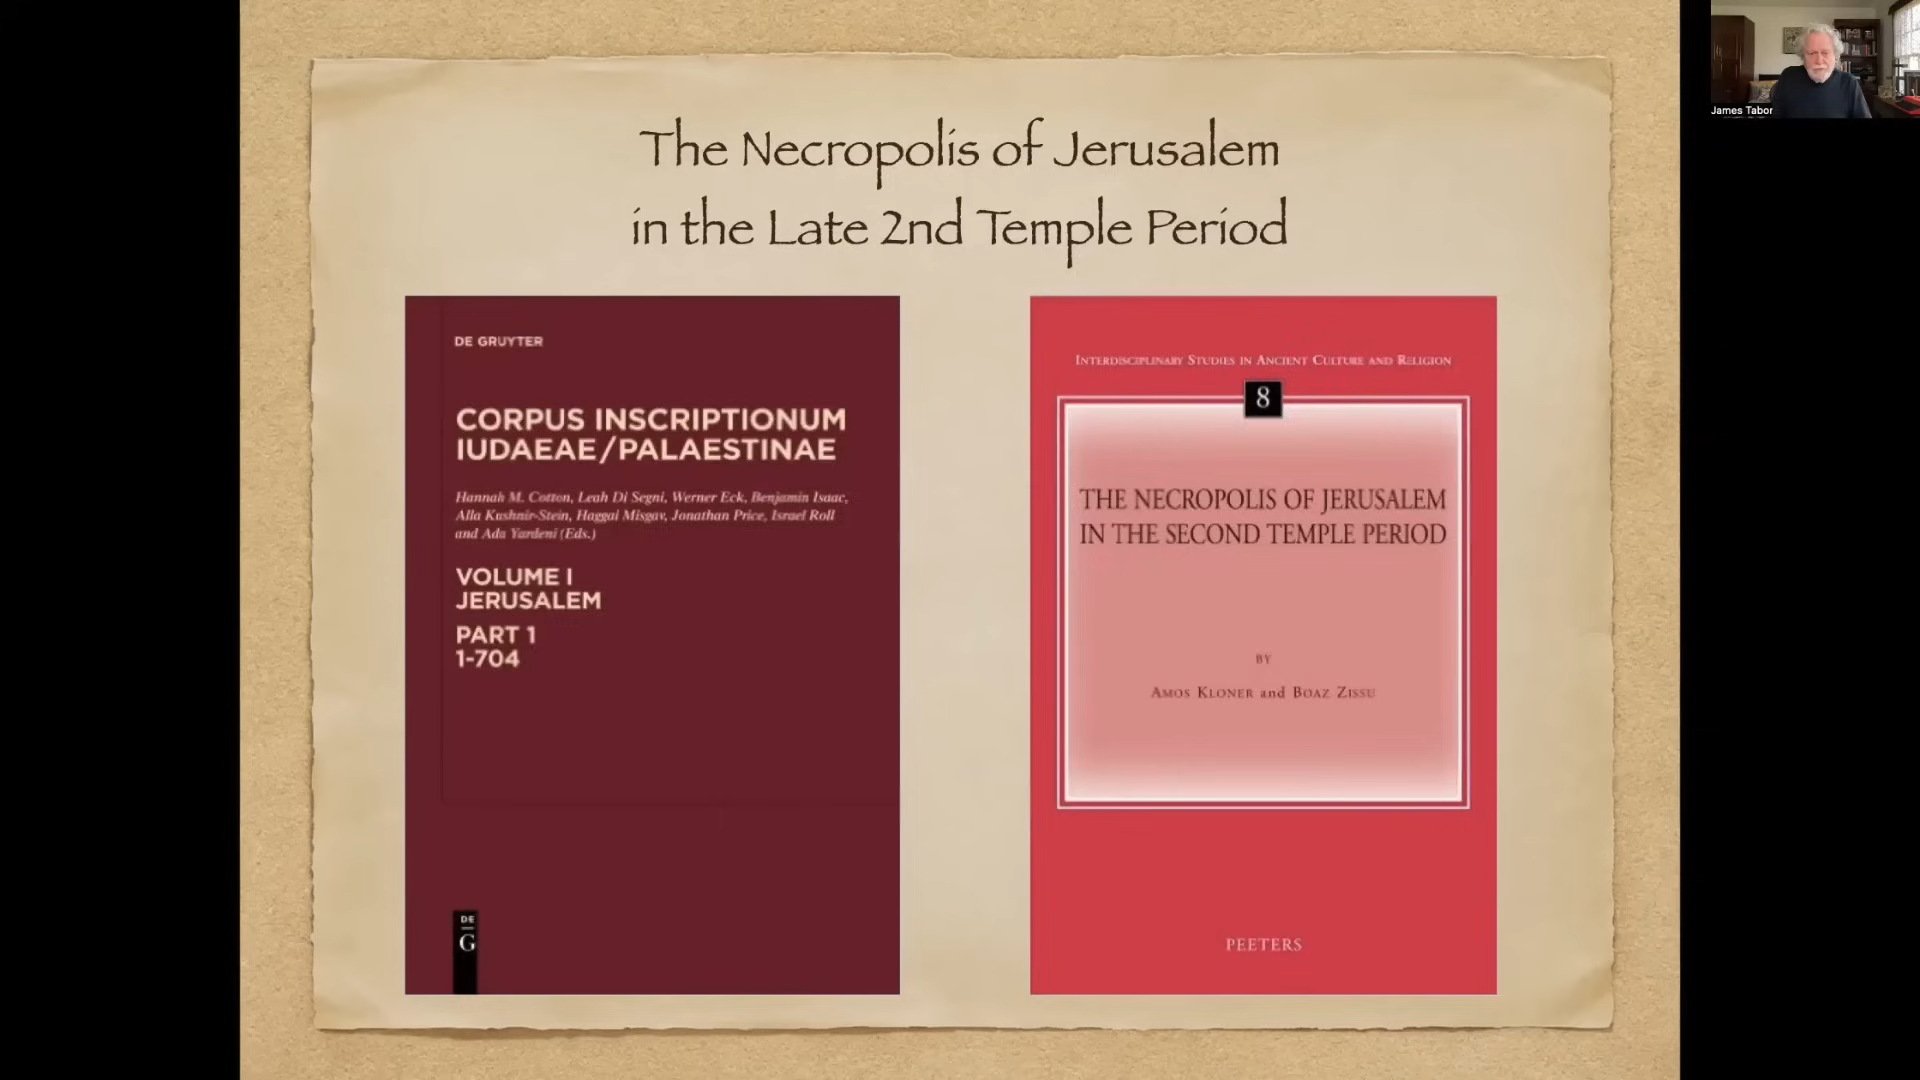 The Necropolis of Jerusalem
in the Late 2nd Temple Period
DE GRUYTER
CORPUS INSCRIPTIONUM
IUDAEAE/PALAESTINAE
Hannah M. Cotton, Leah Di Segni, Werner Eck, Benjamin Isaac,
Alla Kushnir-Stein, Haggai Misgav, Jonathan Price, Israel Roll
and Ada Yardeni (Eds.)
VOLUME I
JERUSALEM
PART 1
1-704
DE
G
INTERDISCIPLINARY STUDIES IN ANCIENT CULTURE AND RELIGION
8
THE NECROPOLIS OF JERUSALEM
IN THE SECOND TEMPLE PERIOD
BY
AMOS KLONER and BOAZ ZISSU
PEETERS
James Tabor